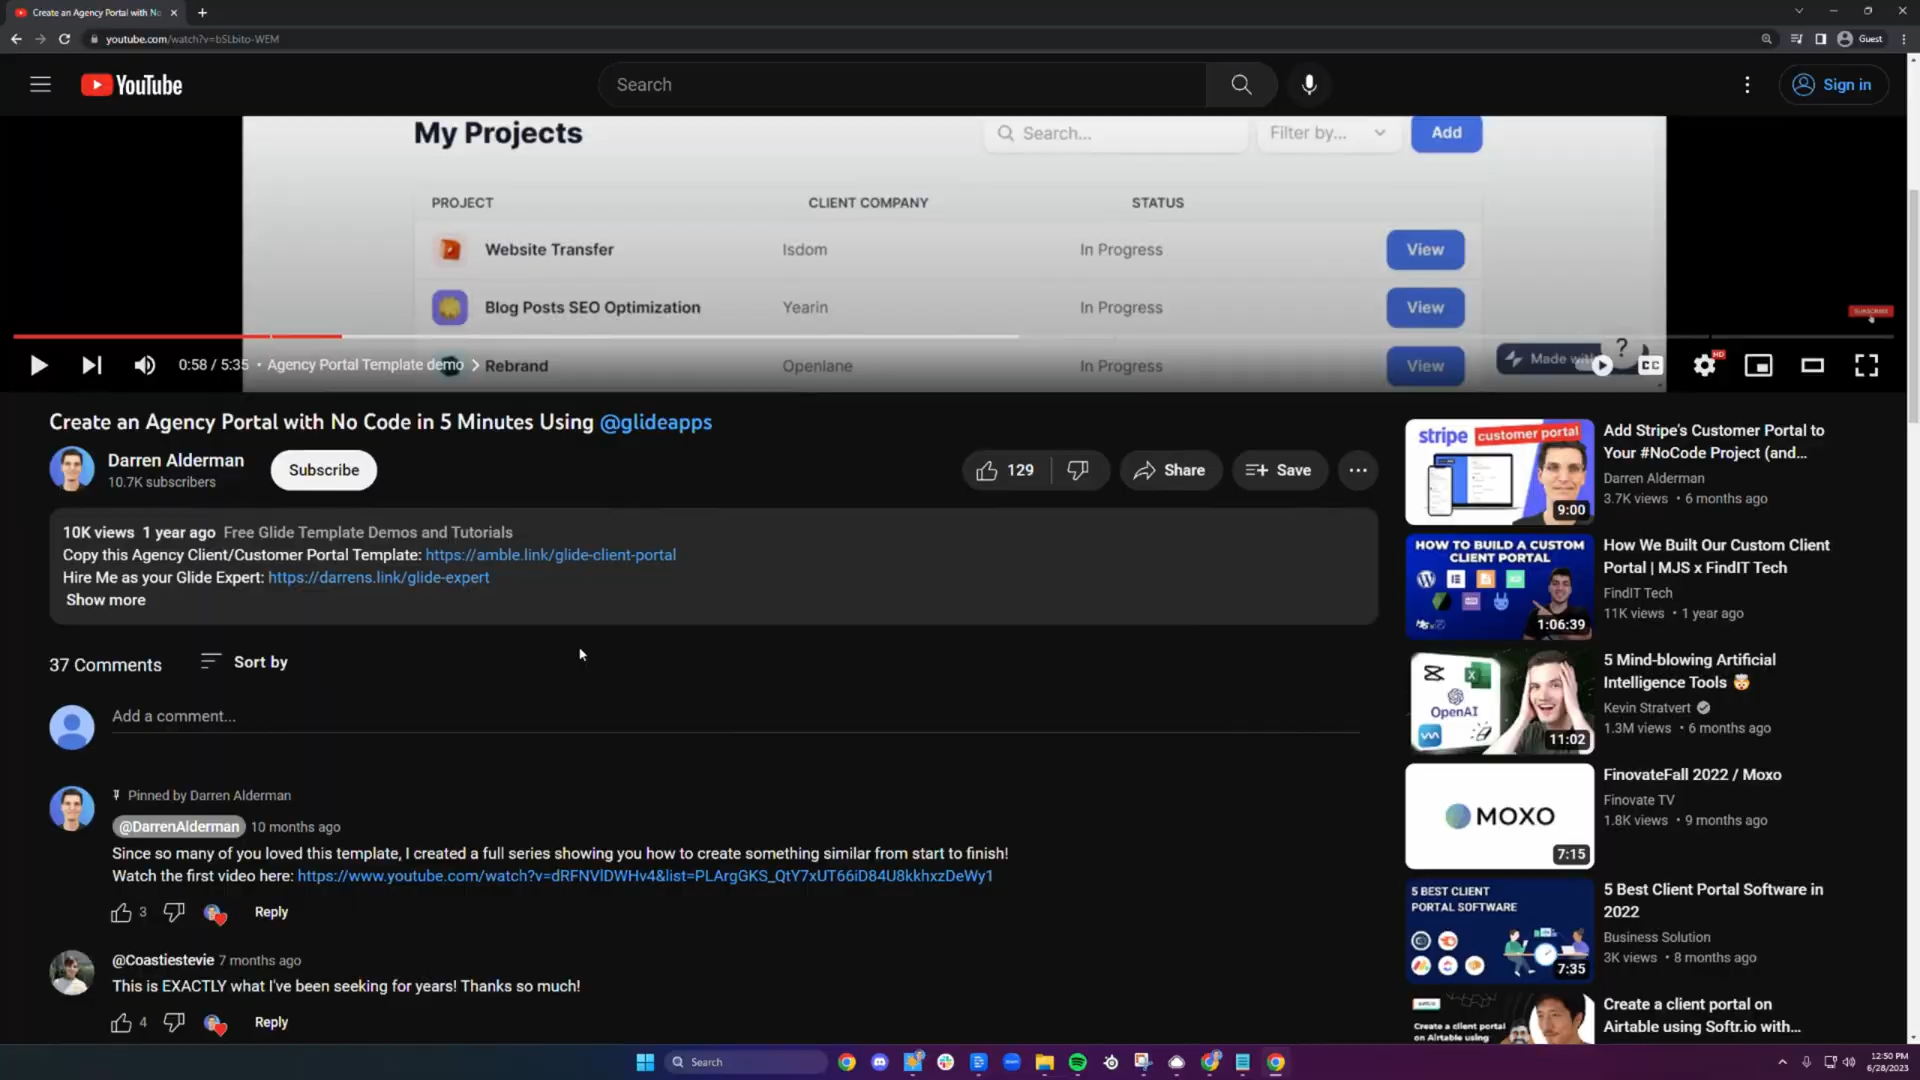 Create an Agency Portal with No
youtube.com/watch?v=bSLbito-WEM
Guest
YouTube
Search
Sign in
My Projects
Search...
Filter by...
Add
PROJECT
CLIENT COMPANY
STATUS
Website Transfer
Isdom
In Progress
View
Blog Posts SEO Optimization
Yearin
In Progress
View
SUBSCRIBE
Rebrand
Openlane
In Progress
View
Made with
?
0:58 / 5:35 • Agency Portal Template demo
CC
HD
Create an Agency Portal with No Code in 5 Minutes Using @glideapps
Darren Alderman
10.7K subscribers
Subscribe
129
Share
Save
10K views 1 year ago Free Glide Template Demos and Tutorials
Copy this Agency Client/Customer Portal Template: https://amble.link/glide-client-portal
Hire Me as your Glide Expert: https://darrens.link/glide-expert
Show more
37 Comments
Sort by
Add a comment...
Pinned by Darren Alderman
@DarrenAlderman 10 months ago
Since so many of you loved this template, I created a full series showing you how to create something similar from start to finish!
Watch the first video here: https://www.youtube.com/watch?v=dRFNVlDWHv4&list=PLArgGKS_QtY7xUT66iD84U8kkhxzDeWy1
3
Reply
@Coastiestevie 7 months ago
This is EXACTLY what I've been seeking for years! Thanks so much!
4
Reply
stripe customer portal
9:00
Add Stripe's Customer Portal to
Your #NoCode Project (and...
Darren Alderman
3.7K views • 6 months ago
HOW TO BUILD A CUSTOM
CLIENT PORTAL
1:06:39
How We Built Our Custom Client
Portal | MJS x FindIT Tech
FindIT Tech
11K views • 1 year ago
OpenAI
11:02
5 Mind-blowing Artificial
Intelligence Tools 🤯
Kevin Stratvert
1.3M views • 6 months ago
MOXO
7:15
FinovateFall 2022 / Moxo
Finovate TV
1.8K views • 9 months ago
5 BEST CLIENT
PORTAL SOFTWARE
7:35
5 Best Client Portal Software in
2022
Business Solution
3K views • 8 months ago
Create a client portal
on Airtable using
Create a client portal on
Airtable using Softr.io with...
Search
12:50 PM
6/28/2023